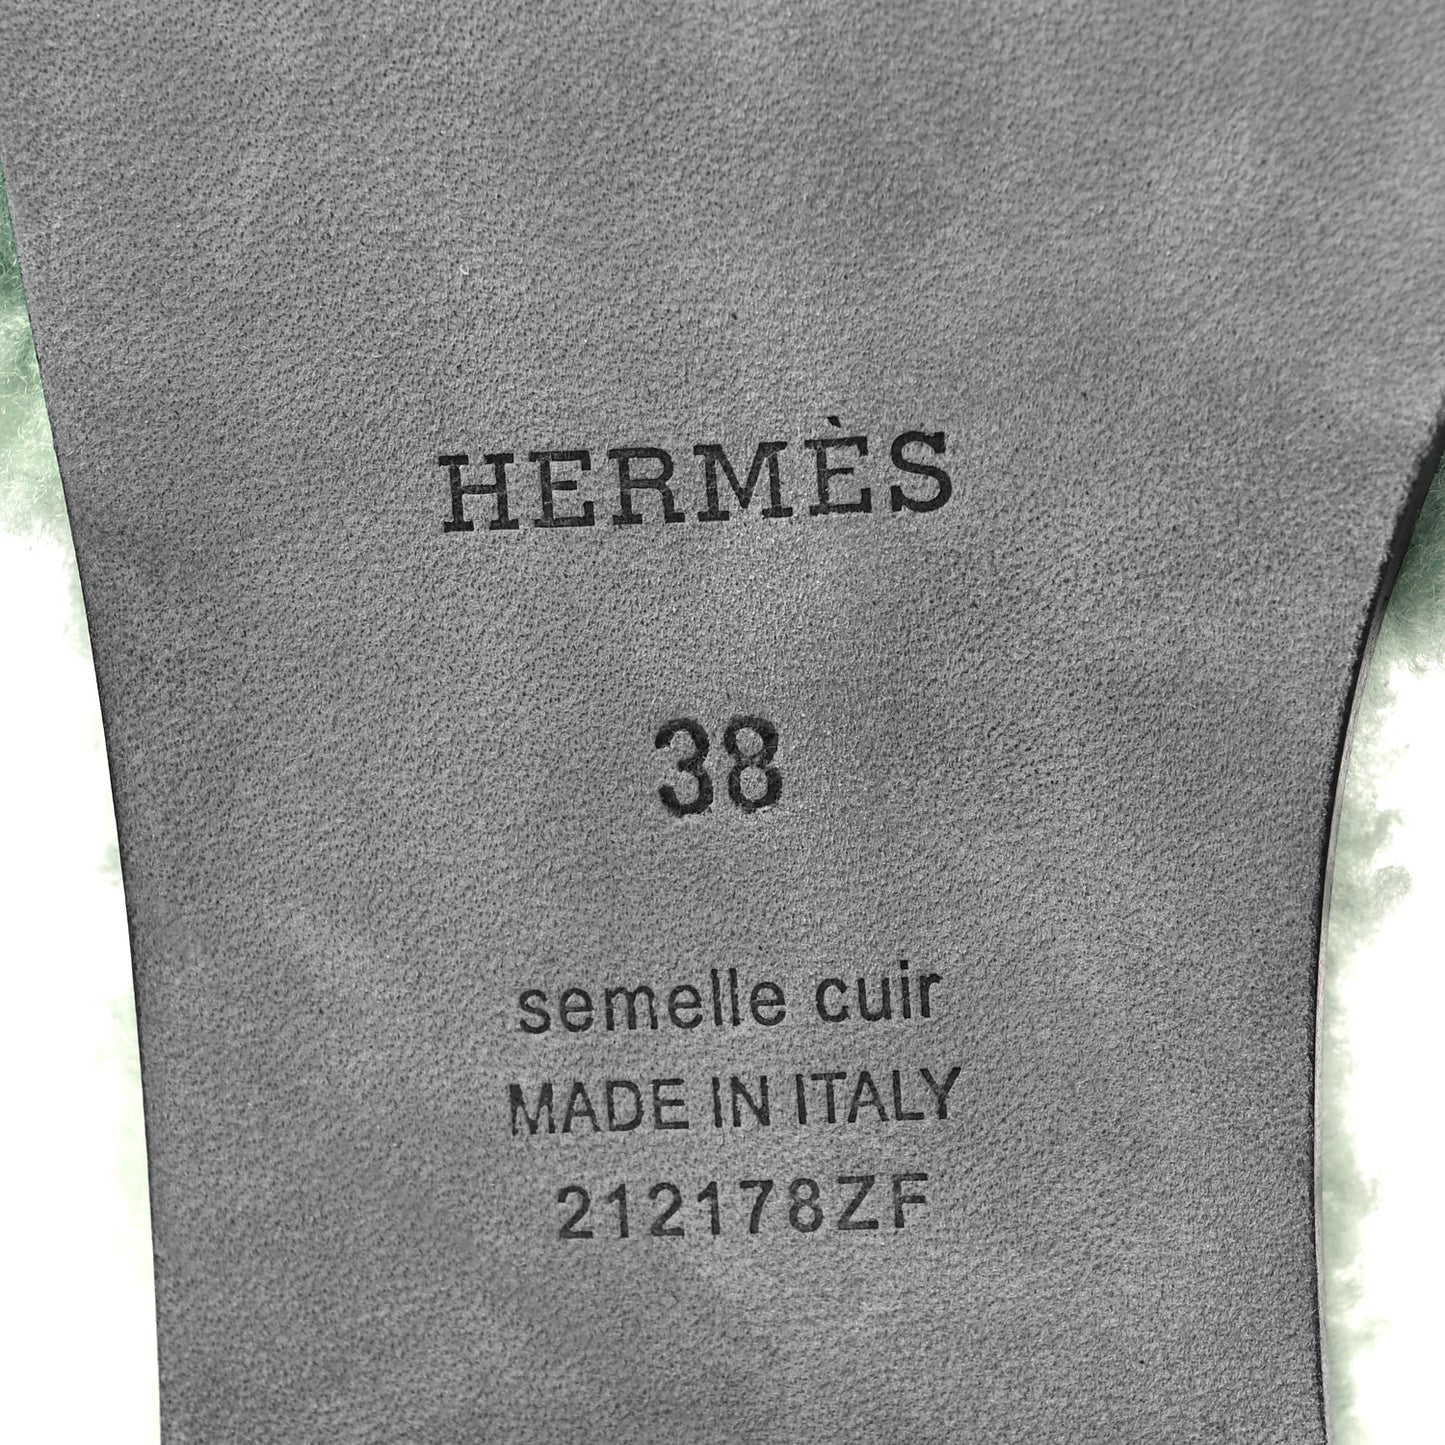 HERMÈS
38
semelle cuir
MADE IN ITALY
212178ZF